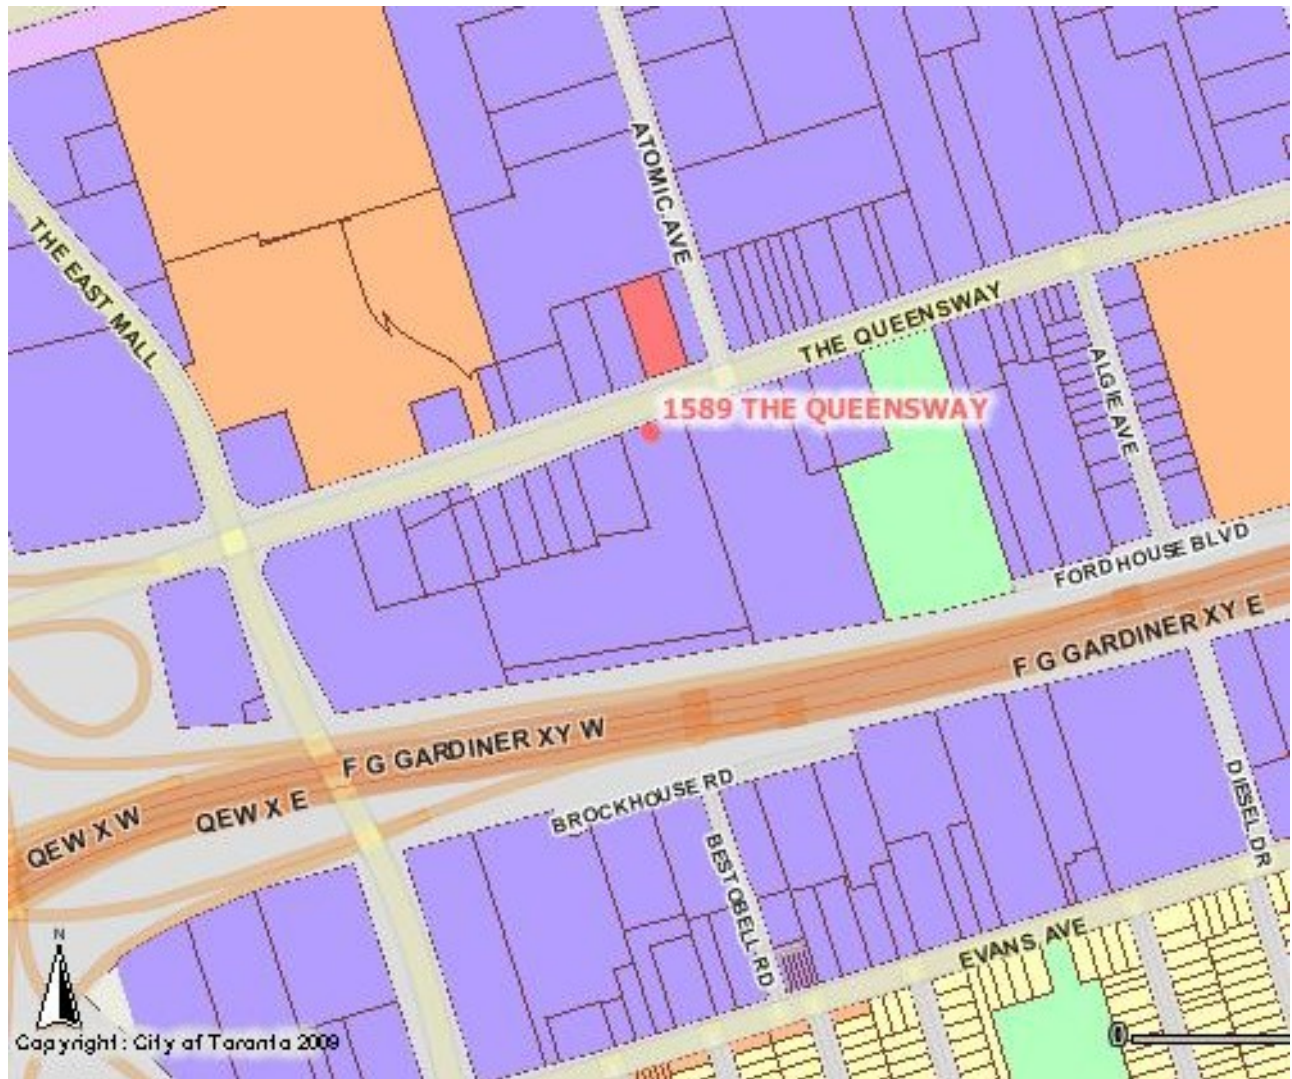 ATOMIC AVE
THE EAST MALL
THE QUEENSWAY
1589 THE QUEENSWAY
ALGIE AVE
FORDHOUSE BLVD
F G GARDINER XY E
F G GARDINER XY W
QEW X W
QEW X E
BROCKHOUSE RD
BESTOBELL RD
DIESEL DR
EVANS AVE
N
Copyright : City of Toronto 2009
0